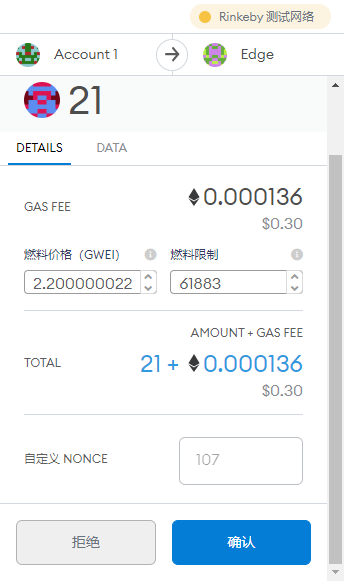 Rinkeby 测试网络
Account 1
Edge
21
DETAILS DATA
GAS FEE
0.000136
$0.30
燃料价格（GWEI） 燃料限制
2.200000022 61883
AMOUNT + GAS FEE
TOTAL 21 + 0.000136
$0.30
自定义 NONCE 107
拒绝 确认